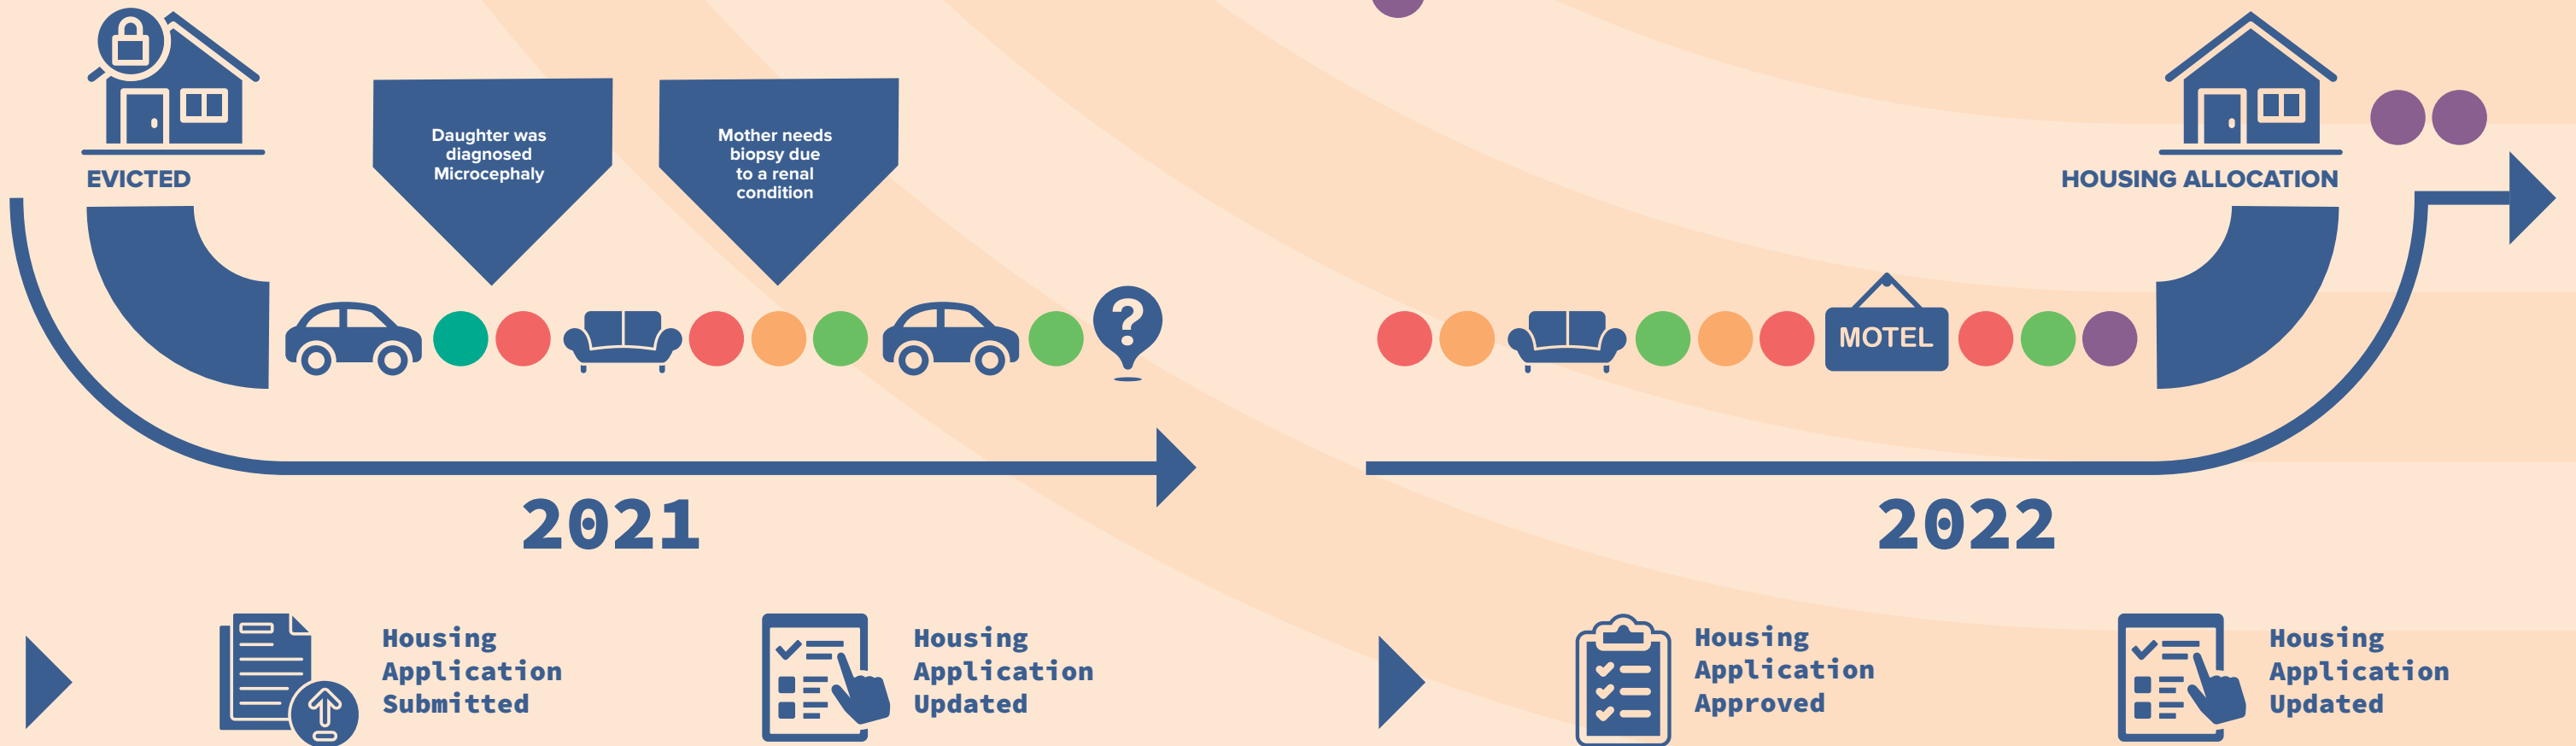 EVICTED
Daughter was
diagnosed
Microcephaly
Mother needs
biopsy due
to a renal
condition
HOUSING ALLOCATION
?
MOTEL
2021
2022
Housing
Application
Submitted
Housing
Application
Updated
Housing
Application
Approved
Housing
Application
Updated